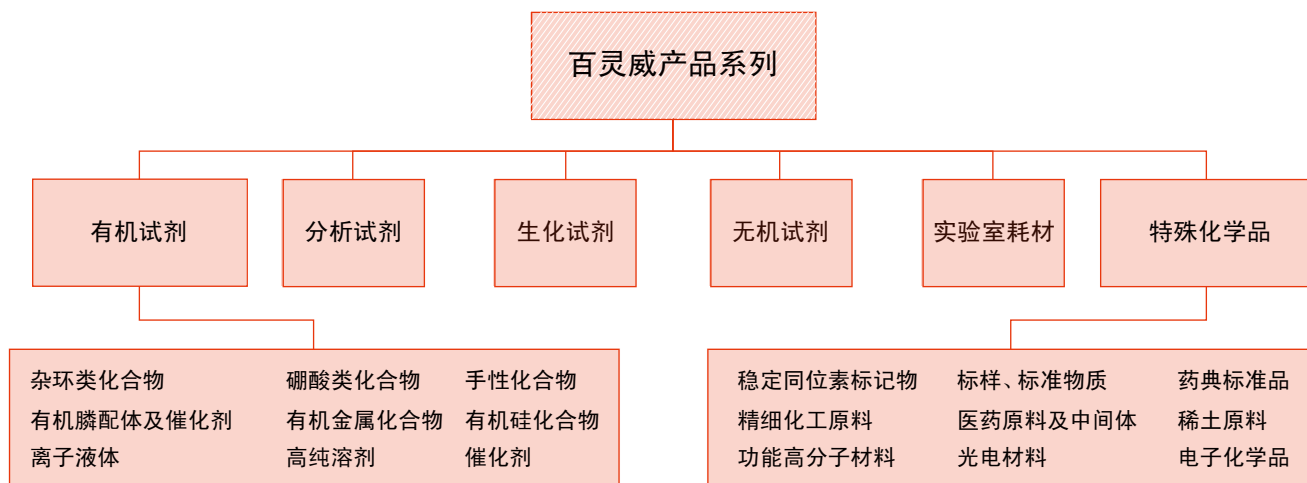 百灵威产品系列
有机试剂
分析试剂
生化试剂
无机试剂
实验室耗材
特殊化学品
杂环类化合物 硼酸类化合物 手性化合物
有机膦配体及催化剂 有机金属化合物 有机硅化合物
离子液体 高纯溶剂 催化剂
稳定同位素标记物 标样、标准物质 药典标准品
精细化工原料 医药原料及中间体 稀土原料
功能高分子材料 光电材料 电子化学品